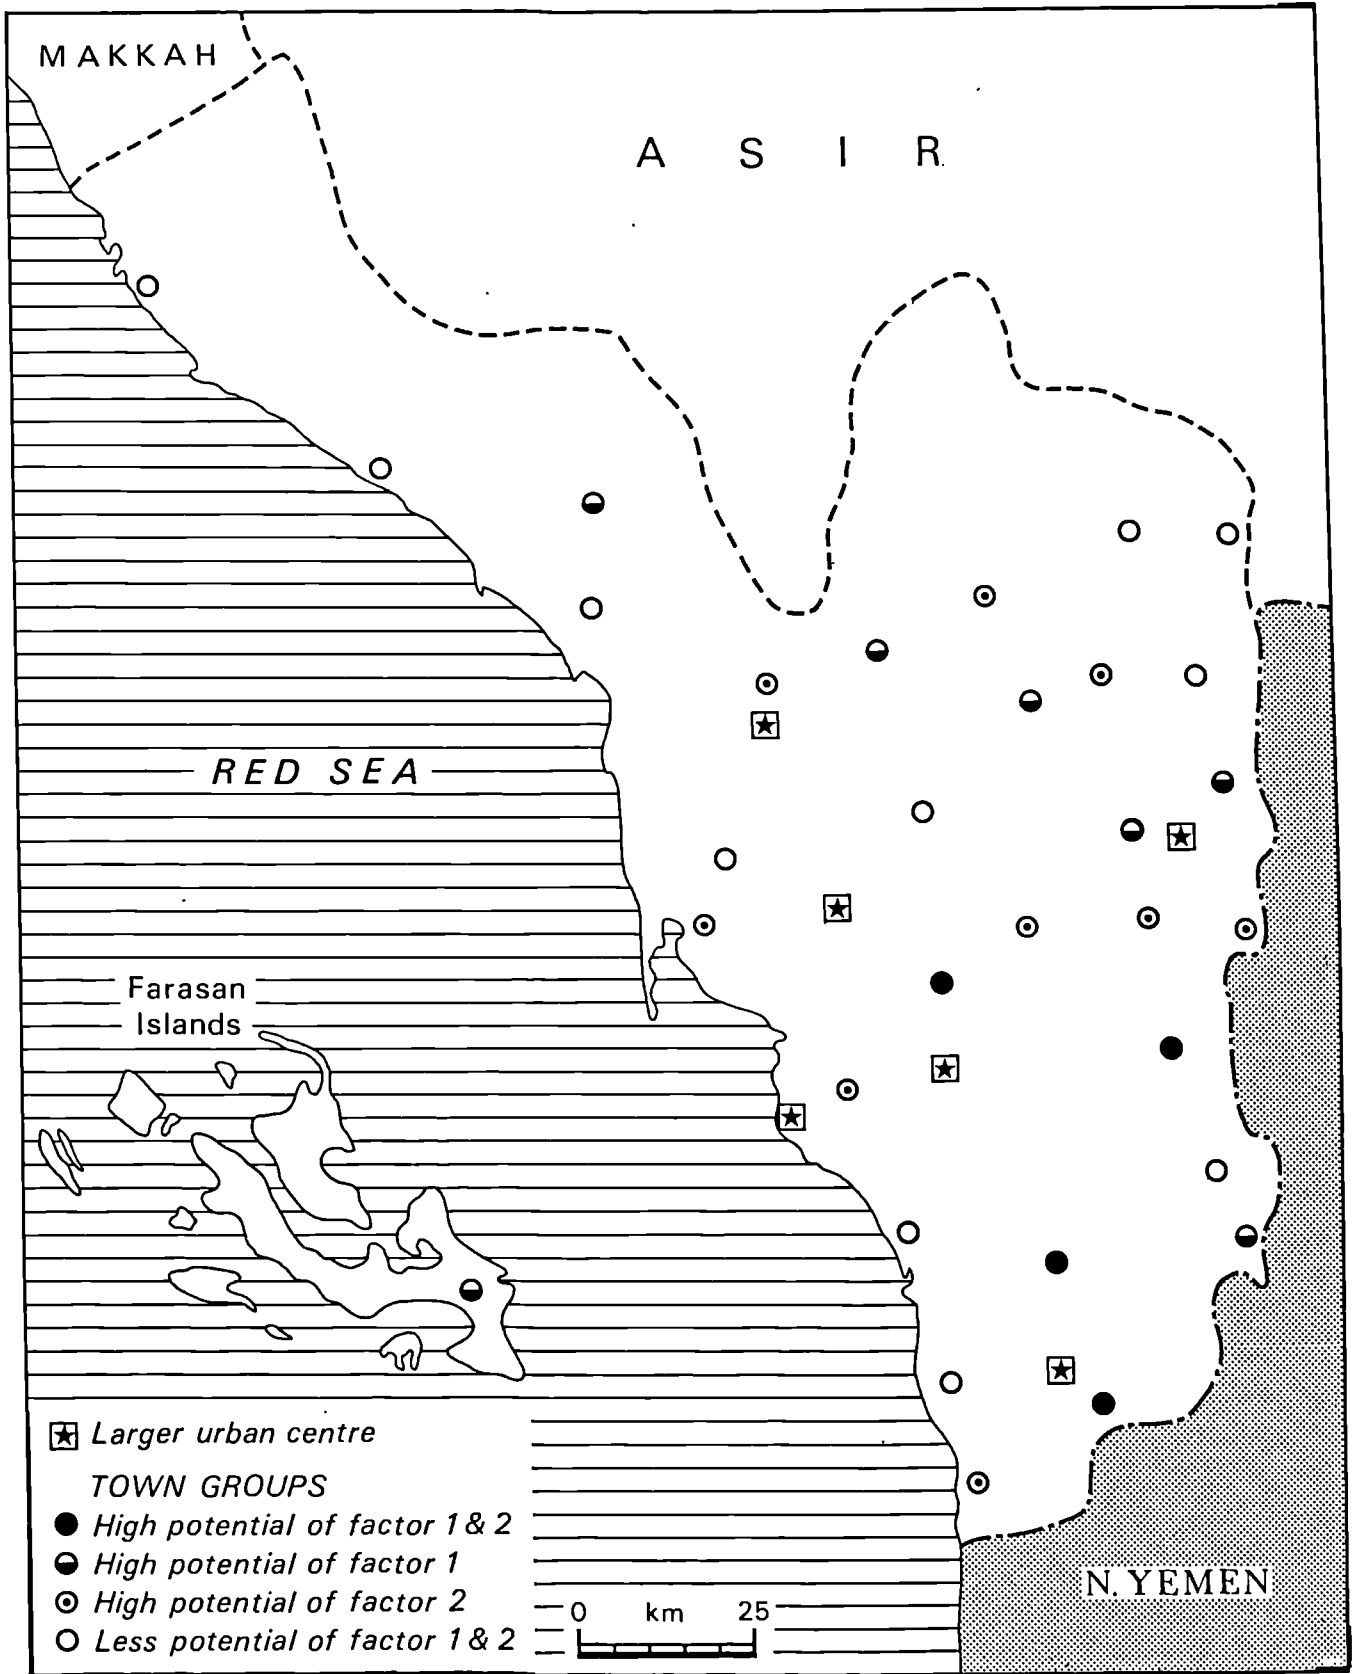 MAKKAH
ASIR
RED SEA
Farasan
Islands
Larger urban centre
TOWN GROUPS
High potential of factor 1 & 2
High potential of factor 1
High potential of factor 2
Less potential of factor 1 & 2
0 km 25
N. YEMEN